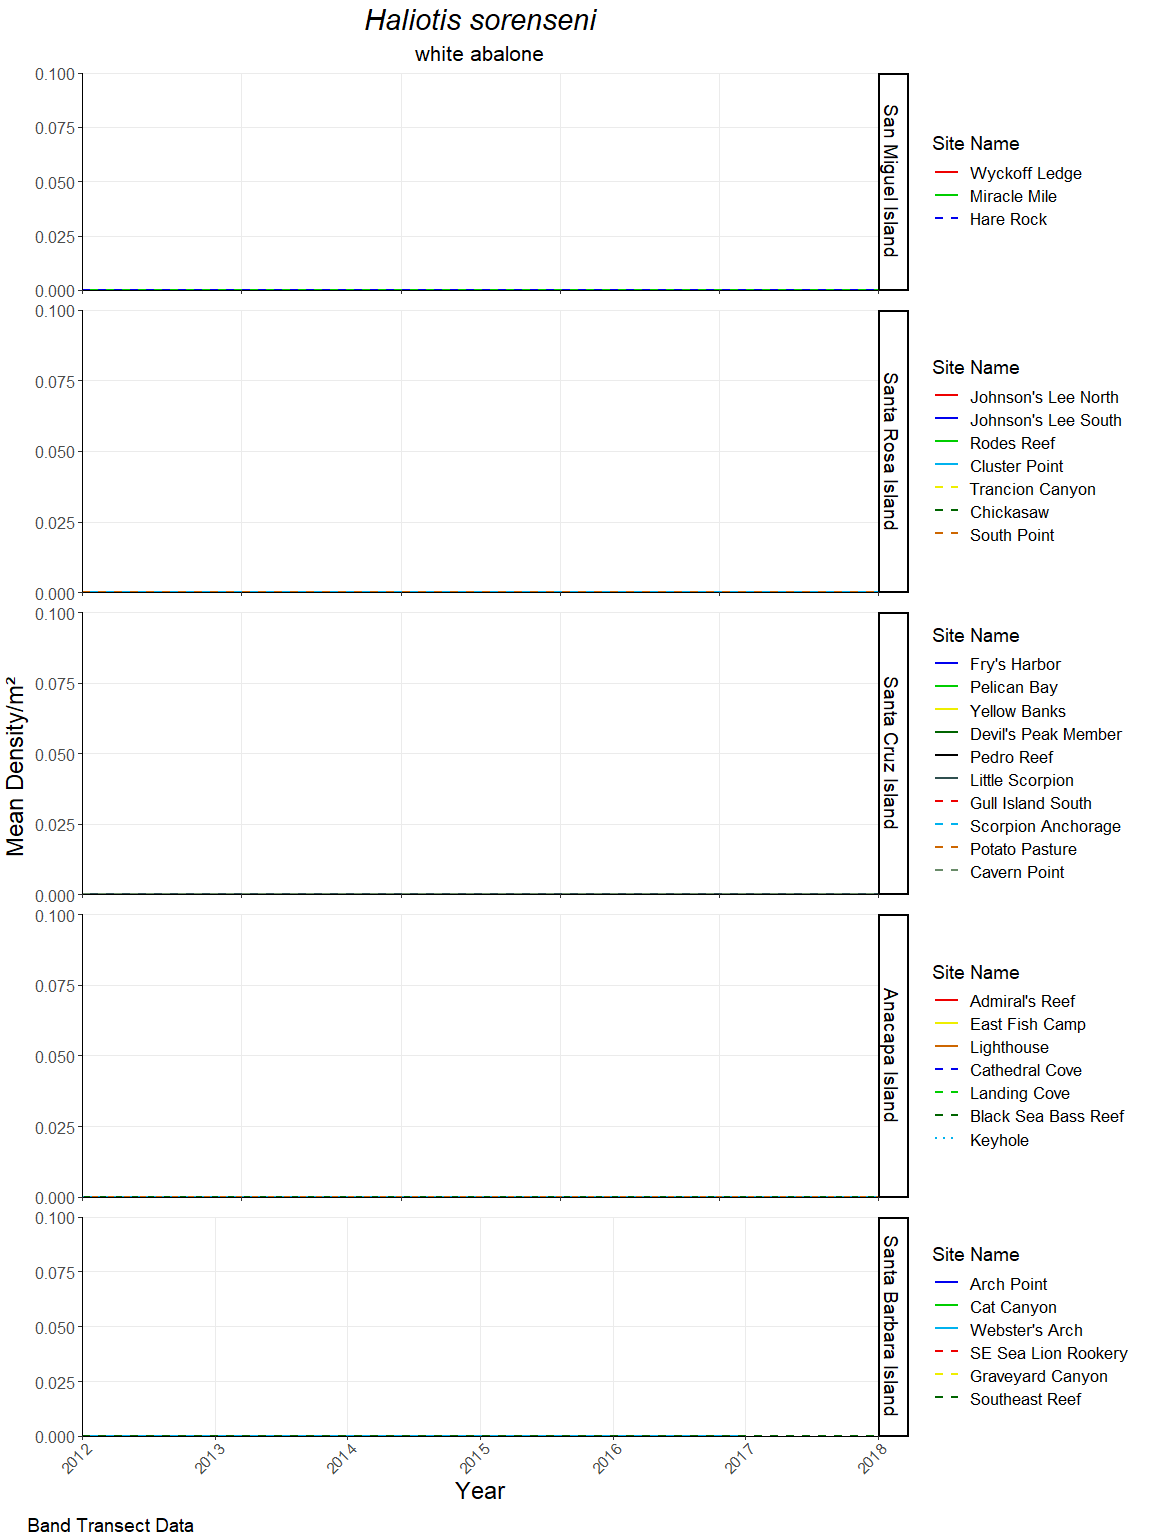 Haliotis sorenseni
white abalone
Mean Density/m²
0.100
0.075
0.050
0.025
0.000
San Miguel Island
Site Name
Wyckoff Ledge
Miracle Mile
Hare Rock
0.100
0.075
0.050
0.025
0.000
Santa Rosa Island
Site Name
Johnson's Lee North
Johnson's Lee South
Rodes Reef
Cluster Point
Trancion Canyon
Chickasaw
South Point
0.100
0.075
0.050
0.025
0.000
Santa Cruz Island
Site Name
Fry's Harbor
Pelican Bay
Yellow Banks
Devil's Peak Member
Pedro Reef
Little Scorpion
Gull Island South
Scorpion Anchorage
Potato Pasture
Cavern Point
0.100
0.075
0.050
0.025
0.000
Anacapa Island
Site Name
Admiral's Reef
East Fish Camp
Lighthouse
Cathedral Cove
Landing Cove
Black Sea Bass Reef
Keyhole
0.100
0.075
0.050
0.025
0.000
Santa Barbara Island
Site Name
Arch Point
Cat Canyon
Webster's Arch
SE Sea Lion Rookery
Graveyard Canyon
Southeast Reef
2012
2013
2014
2015
2016
2017
2018
Year
Band Transect Data